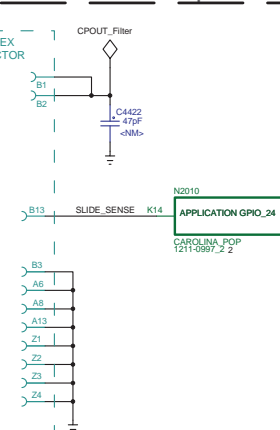 CPOUT_Filter
EX
CTOR
B1
B2
C4422
47pF
<NM>
N2010
B13 SLIDE_SENSE K14 APPLICATION GPIO_24
CAROLINA_POP
1211-0997_2 2
B3
A6
A8
A13
Z1
Z2
Z3
Z4